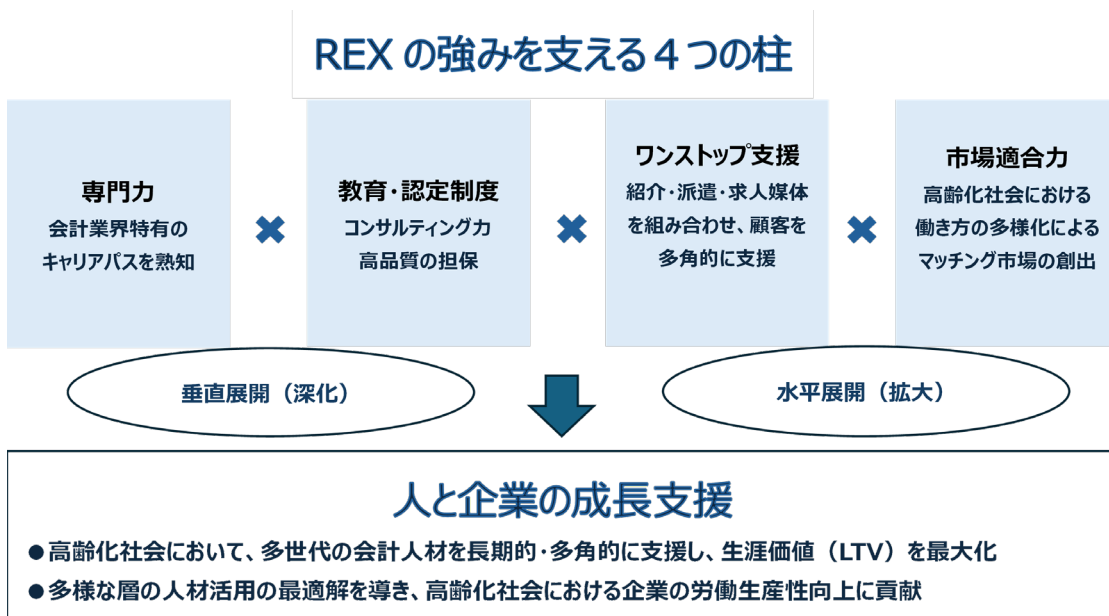 REX の強みを支える４つの柱
専門力
会計業界特有の
キャリアパスを熟知
教育・認定制度
コンサルティング力
高品質の担保
ワンストップ支援
紹介・派遣・求人媒体
を組み合わせ、顧客を
多角的に支援
市場適合力
高齢化社会における
働き方の多様化による
マッチング市場の創出
垂直展開（深化）
水平展開（拡大）
人と企業の成長支援
●高齢化社会において、多世代の会計人材を長期的・多角的に支援し、生涯価値（LTV）を最大化
●多様な層の人材活用の最適解を導き、高齢化社会における企業の労働生産性向上に貢献